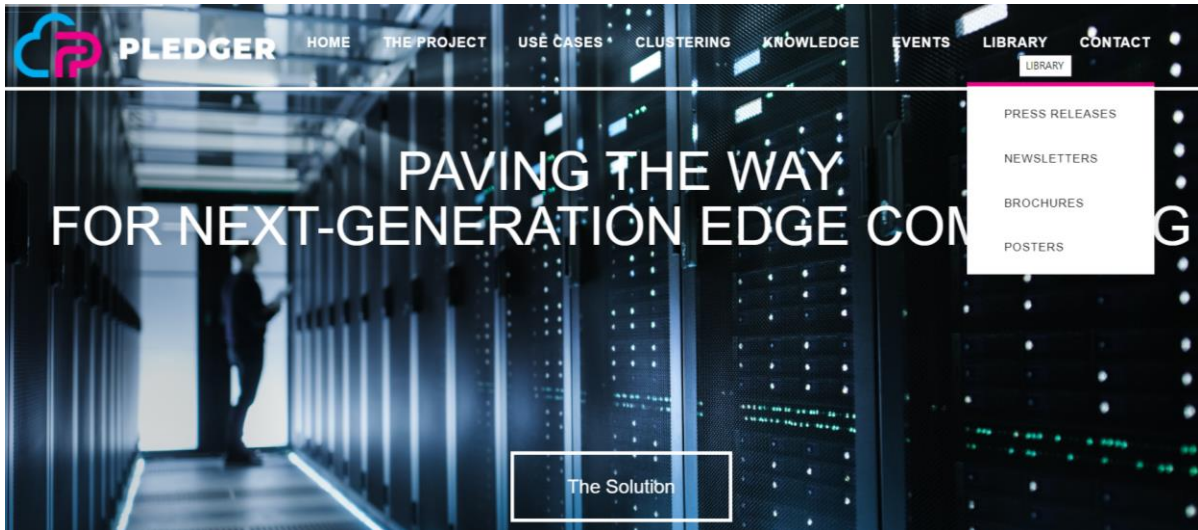 PLEDGER
HOME THE PROJECT USE CASES CLUSTERING KNOWLEDGE EVENTS LIBRARY CONTACT
LIBRARY
PRESS RELEASES
NEWSLETTERS
BROCHURES
POSTERS
PAVING THE WAY
FOR NEXT-GENERATION EDGE
The Solution